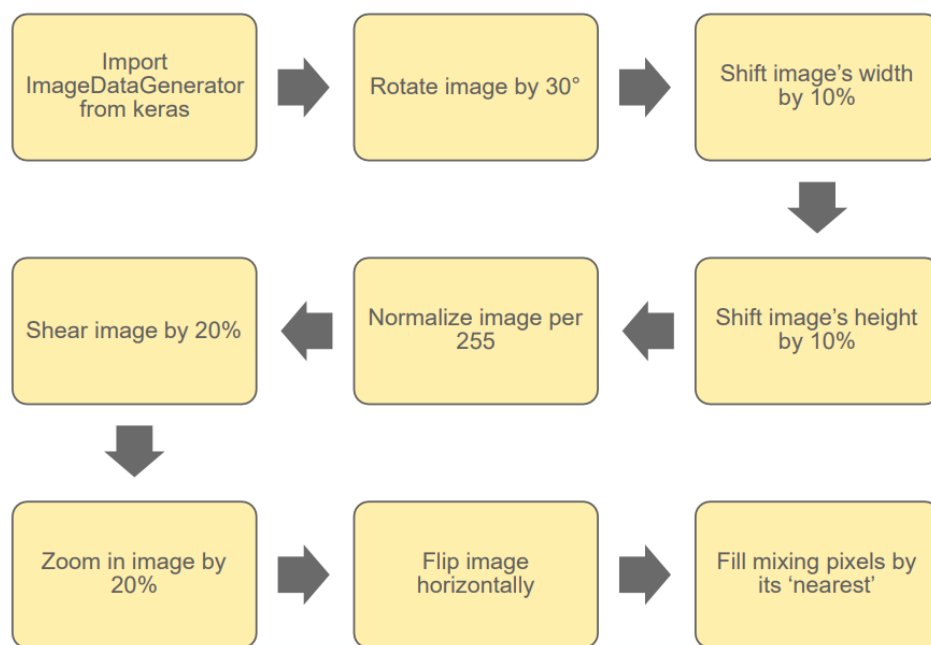 Import
ImageDataGenerator
from keras
Rotate image by 30°
Shift image's width
by 10%
Shift image's height
by 10%
Normalize image per
255
Shear image by 20%
Zoom in image by
20%
Flip image
horizontally
Fill mixing pixels by
its 'nearest'